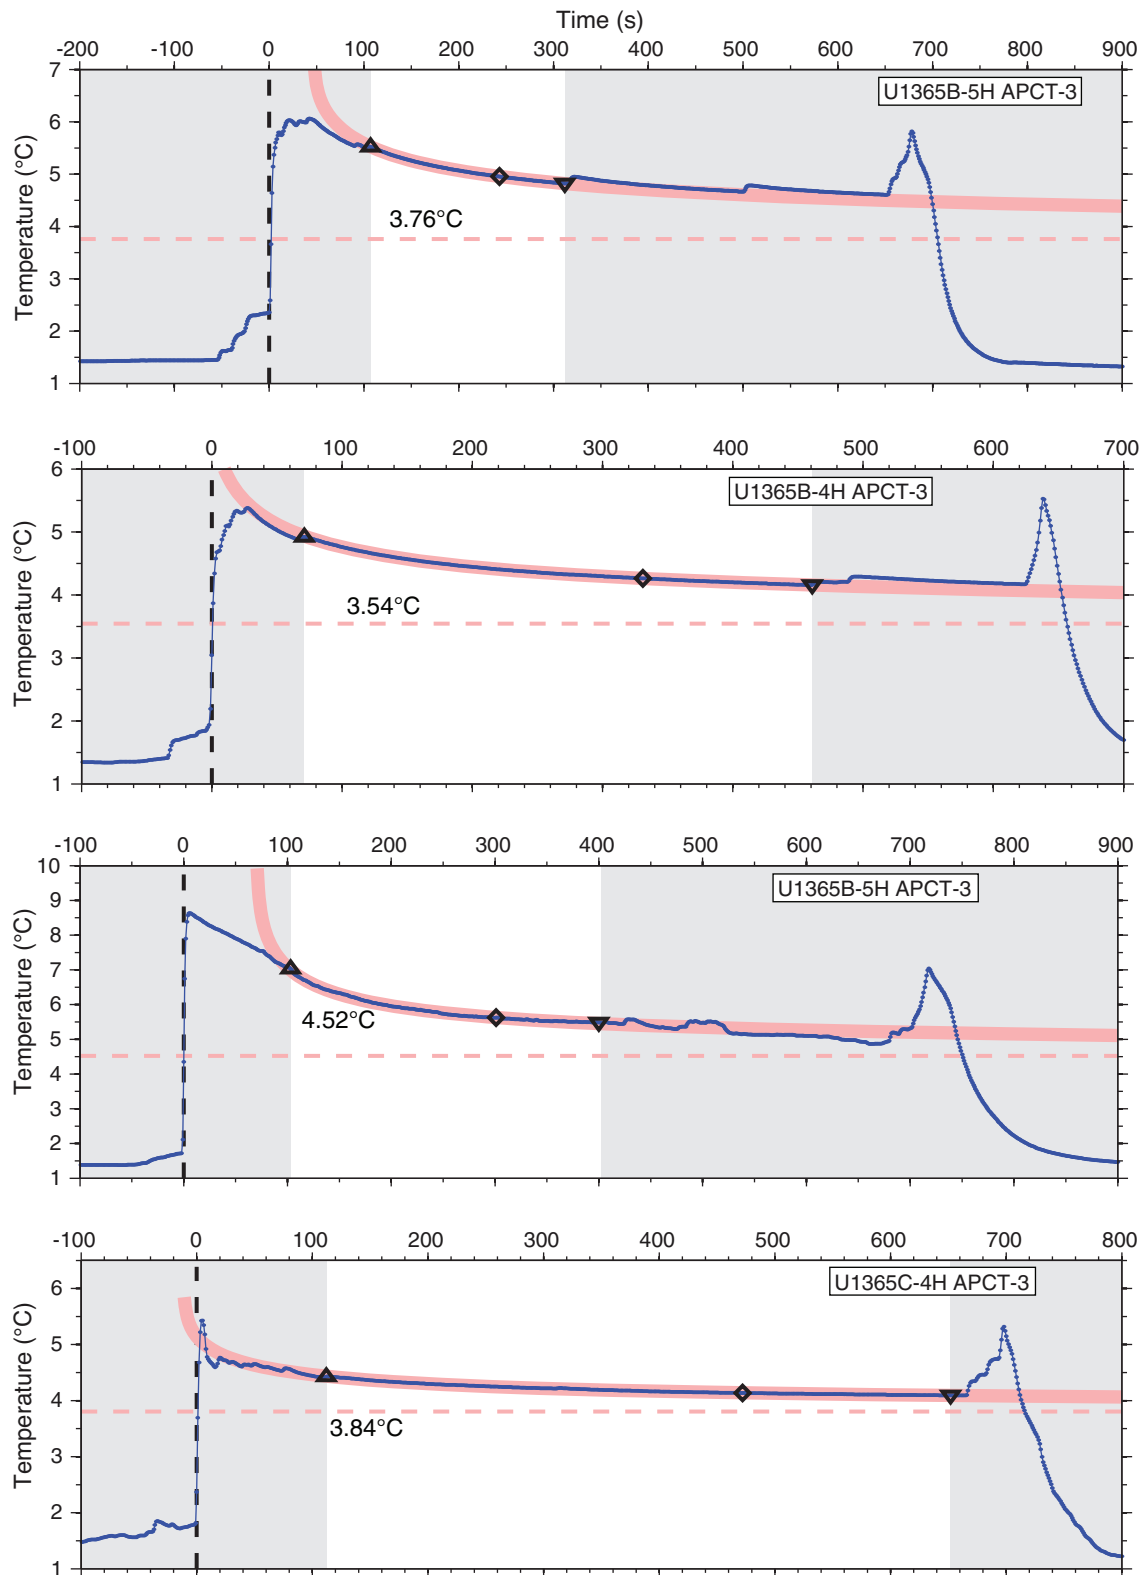 Time (s)
-200 -100 0 100 200 300 400 500 600 700 800 900
7
U1365B-5H APCT-3
6
5
4
3.76°C
3
2
1
Temperature (°C)
-100 0 100 200 300 400 500 600 700
6
U1365B-4H APCT-3
5
4
3.54°C
3
2
1
Temperature (°C)
-100 0 100 200 300 400 500 600 700 800 900
10
U1365B-5H APCT-3
9
8
7
6
4.52°C
5
4
3
2
1
Temperature (°C)
-100 0 100 200 300 400 500 600 700 800
U1365C-4H APCT-3
6
5
4
3.84°C
3
2
1
Temperature (°C)